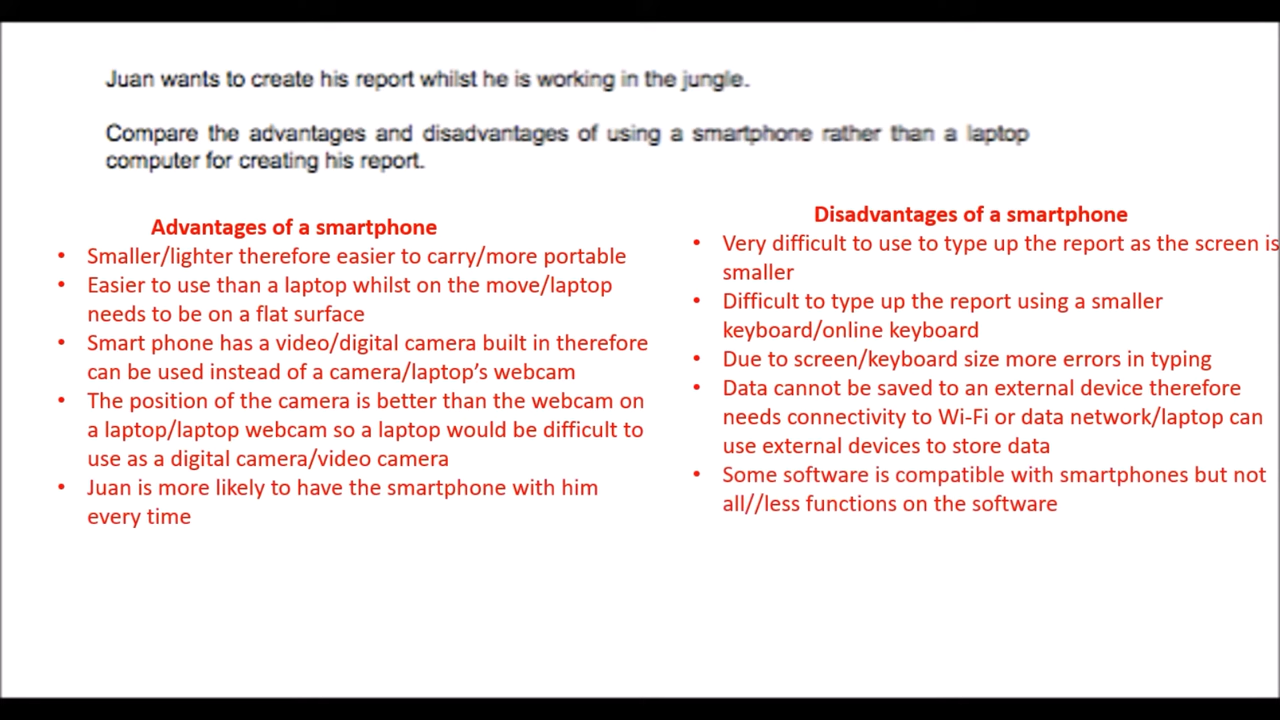 Juan wants to create his report whilst he is working in the jungle.
Compare the advantages and disadvantages of using a smartphone rather than a laptop
computer for creating his report.
Advantages of a smartphone
• Smaller/lighter therefore easier to carry/more portable
• Easier to use than a laptop whilst on the move/laptop
needs to be on a flat surface
• Smart phone has a video/digital camera built in therefore
can be used instead of a camera/laptop's webcam
• The position of the camera is better than the webcam on
a laptop/laptop webcam so a laptop would be difficult to
use as a digital camera/video camera
• Juan is more likely to have the smartphone with him
every time
Disadvantages of a smartphone
• Very difficult to use to type up the report as the screen is
smaller
• Difficult to type up the report using a smaller
keyboard/online keyboard
• Due to screen/keyboard size more errors in typing
• Data cannot be saved to an external device therefore
needs connectivity to Wi-Fi or data network/laptop can
use external devices to store data
• Some software is compatible with smartphones but not
all//less functions on the software